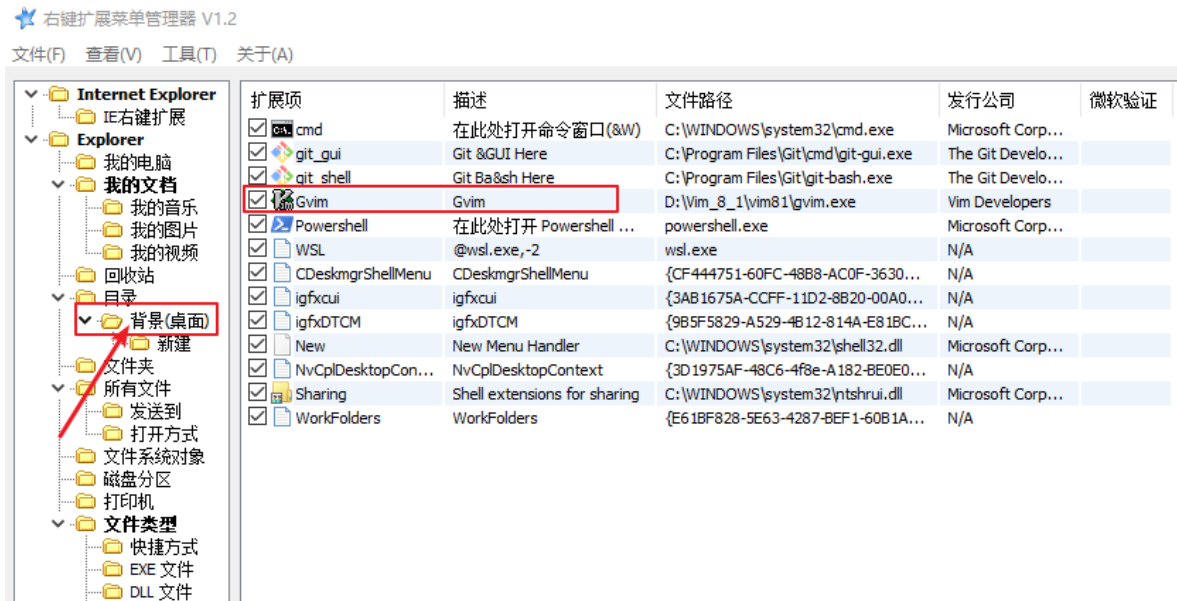 右键扩展菜单管理器 V1.2
文件(F) 查看(V) 工具(T) 关于(A)
Internet Explorer
IE右键扩展
Explorer
我的电脑
我的文档
我的音乐
我的图片
我的视频
回收站
目录
背景(桌面)
新建
文件夹
所有文件
发送到
打开方式
文件系统对象
磁盘分区
打印机
文件类型
快捷方式
EXE 文件
DLL 文件
扩展项 描述 文件路径 发行公司 微软验证
cmd 在此处打开命令窗口(&W) C:\WINDOWS\system32\cmd.exe Microsoft Corp...
git_gui Git &GUI Here C:\Program Files\Git\cmd\git-gui.exe The Git Develo...
git_shell Git Ba&sh Here C:\Program Files\Git\git-bash.exe The Git Develo...
Gvim Gvim D:\Vim_8_1\vim81\gvim.exe Vim Developers
Powershell 在此处打开 Powershell ... powershell.exe Microsoft Corp...
WSL @wsl.exe,-2 wsl.exe N/A
CDeskmgrShellMenu CDeskmgrShellMenu {CF444751-60FC-48B8-AC0F-3630... N/A
igfxcui igfxcui {3AB1675A-CCFF-11D2-8B20-00A0... N/A
igfxDTCM igfxDTCM {9B5F5829-A529-4B12-814A-E81BC... N/A
New New Menu Handler C:\WINDOWS\system32\shell32.dll Microsoft Corp...
NvCplDesktopCon... NvCplDesktopContext {3D1975AF-48C6-4f8e-A182-BE0E0... N/A
Sharing Shell extensions for sharing C:\WINDOWS\system32\ntshrui.dll Microsoft Corp...
WorkFolders WorkFolders {E61BF828-5E63-4287-BEF1-60B1A... N/A